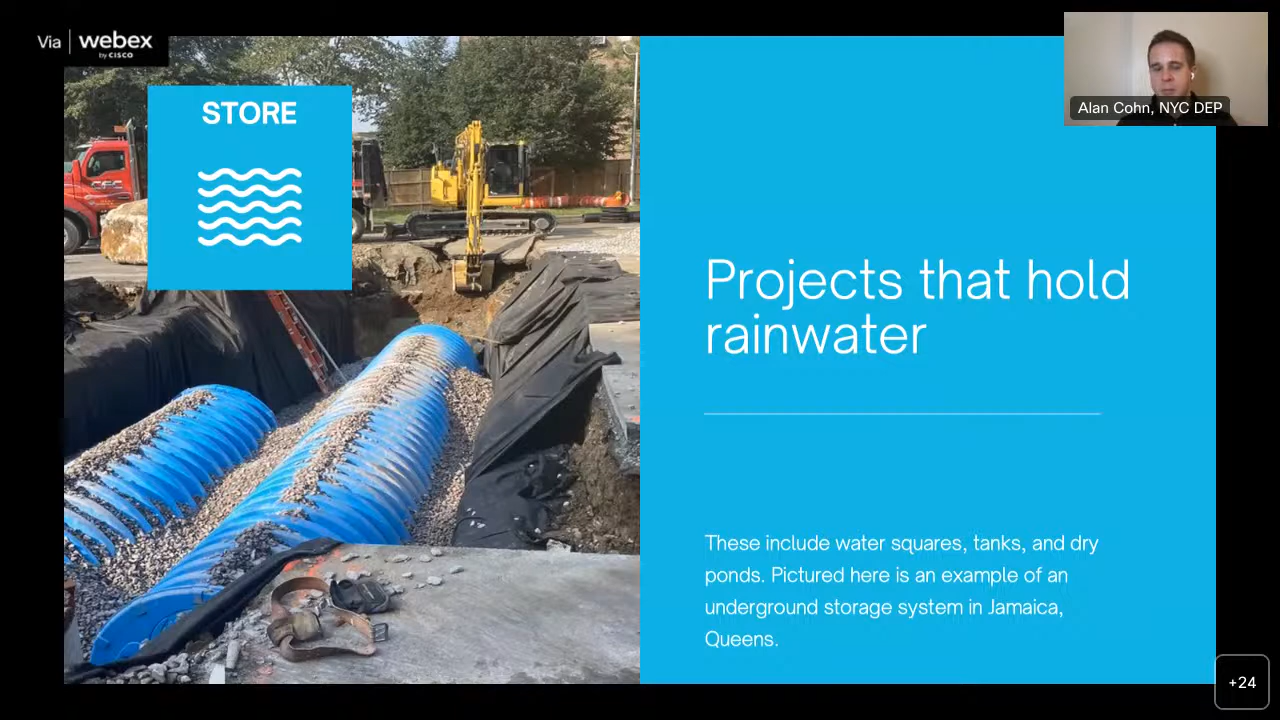 Via webex
by CISCO
Alan Cohn, NYC DEP
STORE
CFC
Projects that hold
rainwater
These include water squares, tanks, and dry
ponds. Pictured here is an example of an
underground storage system in Jamaica,
Queens.
+24